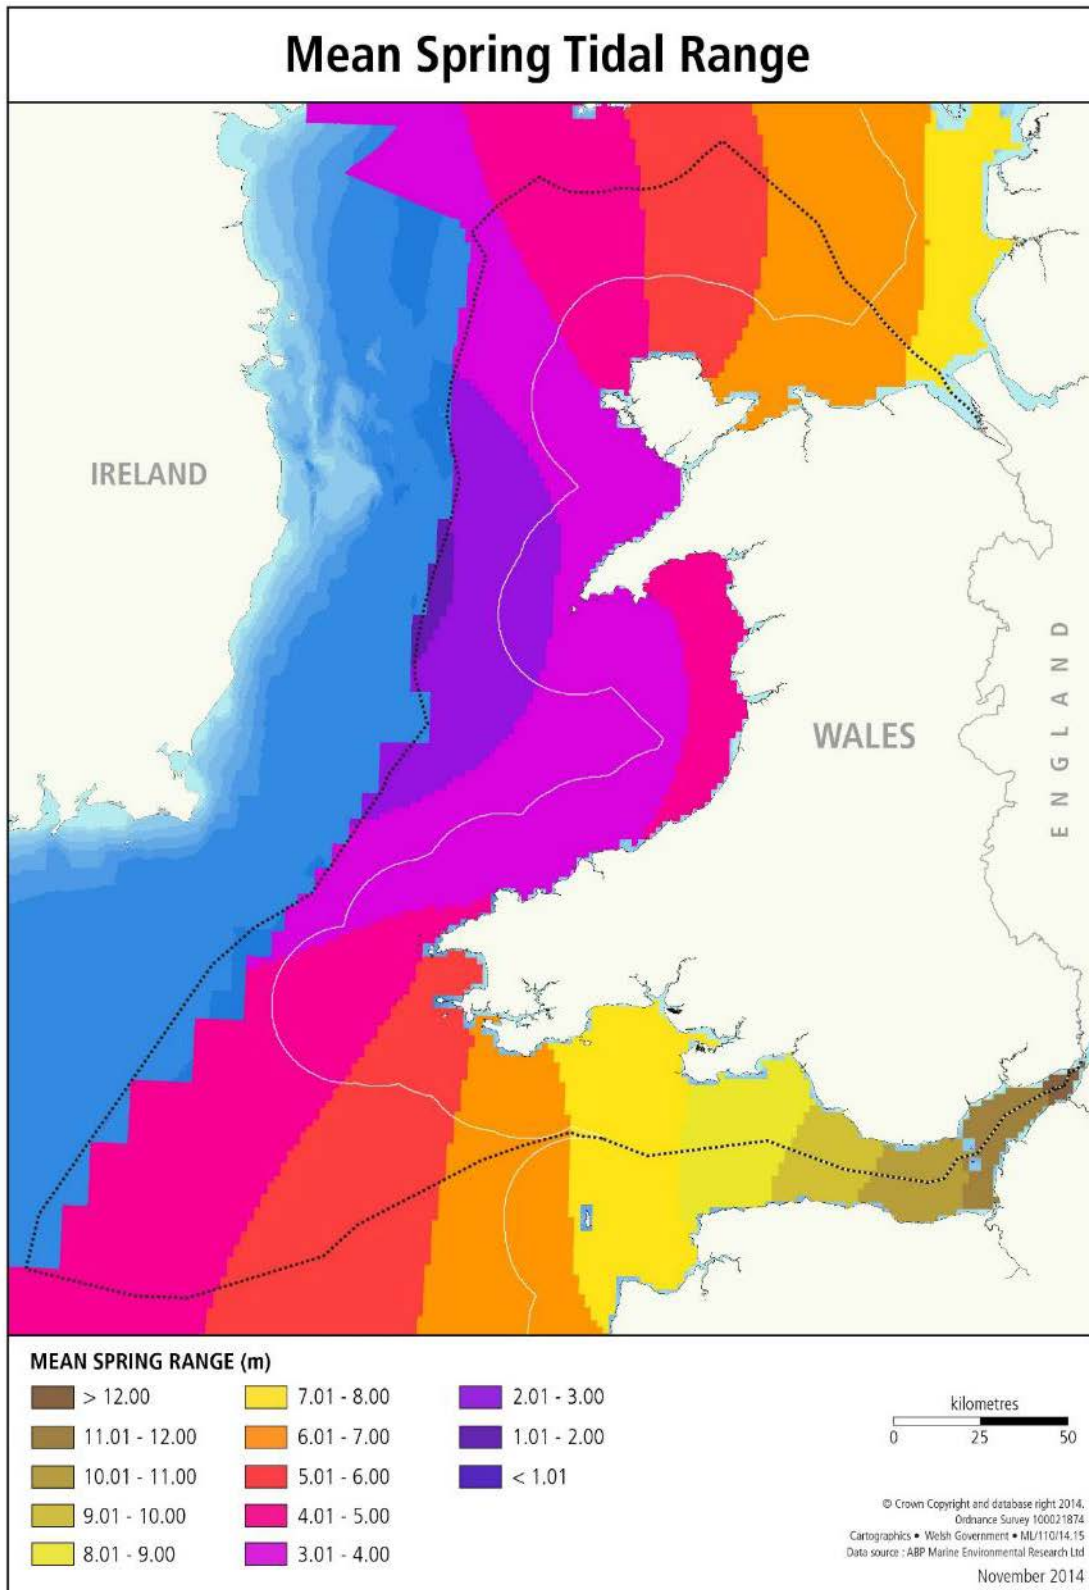 Mean Spring Tidal Range
IRELAND
WALES
ENGLAND
MEAN SPRING RANGE (m)
> 12.00
11.01 - 12.00
10.01 - 11.00
9.01 - 10.00
8.01 - 9.00
7.01 - 8.00
6.01 - 7.00
5.01 - 6.00
4.01 - 5.00
3.01 - 4.00
2.01 - 3.00
1.01 - 2.00
< 1.01
kilometres
0 25 50
© Crown Copyright and database right 2014.
Ordnance Survey 100021874
Cartographics • Welsh Government • ML/110/14.15
Data source : ABP Marine Environmental Research Ltd
November 2014